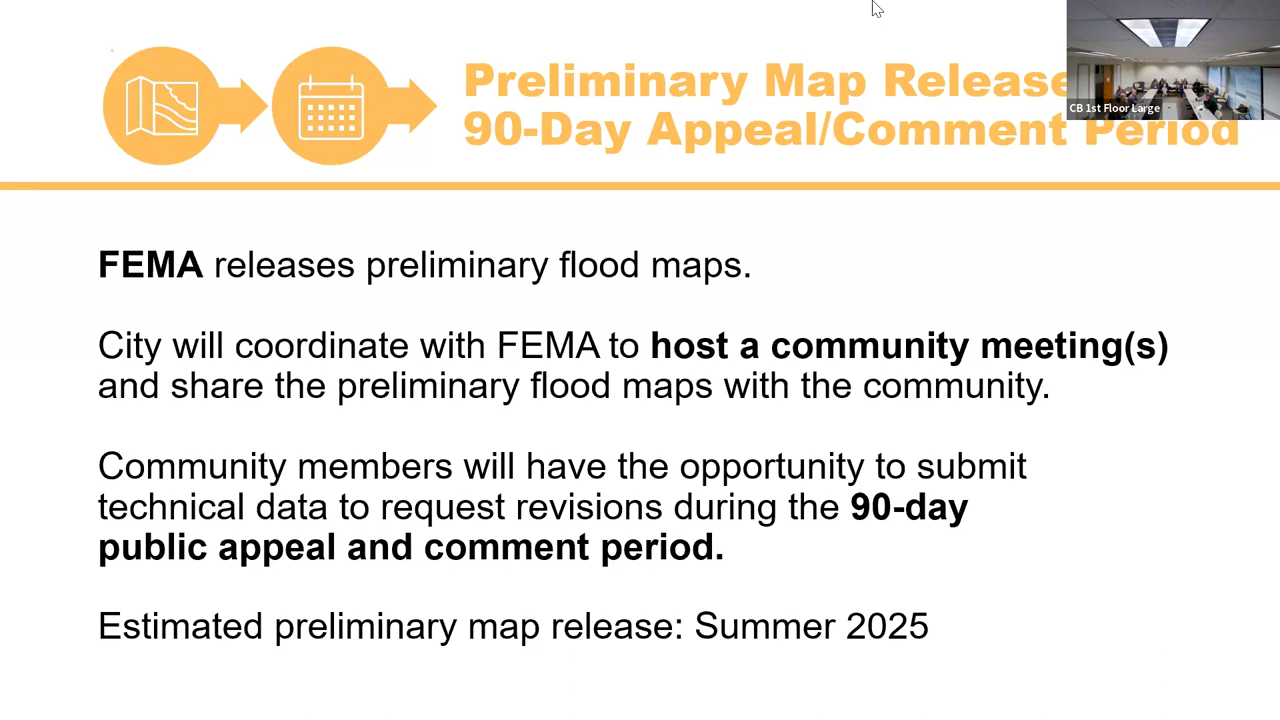 Preliminary Map Release
90-Day Appeal/Comment Period
CB 1st Floor Large
FEMA releases preliminary flood maps.
City will coordinate with FEMA to host a community meeting(s)
and share the preliminary flood maps with the community.
Community members will have the opportunity to submit
technical data to request revisions during the 90-day
public appeal and comment period.
Estimated preliminary map release: Summer 2025